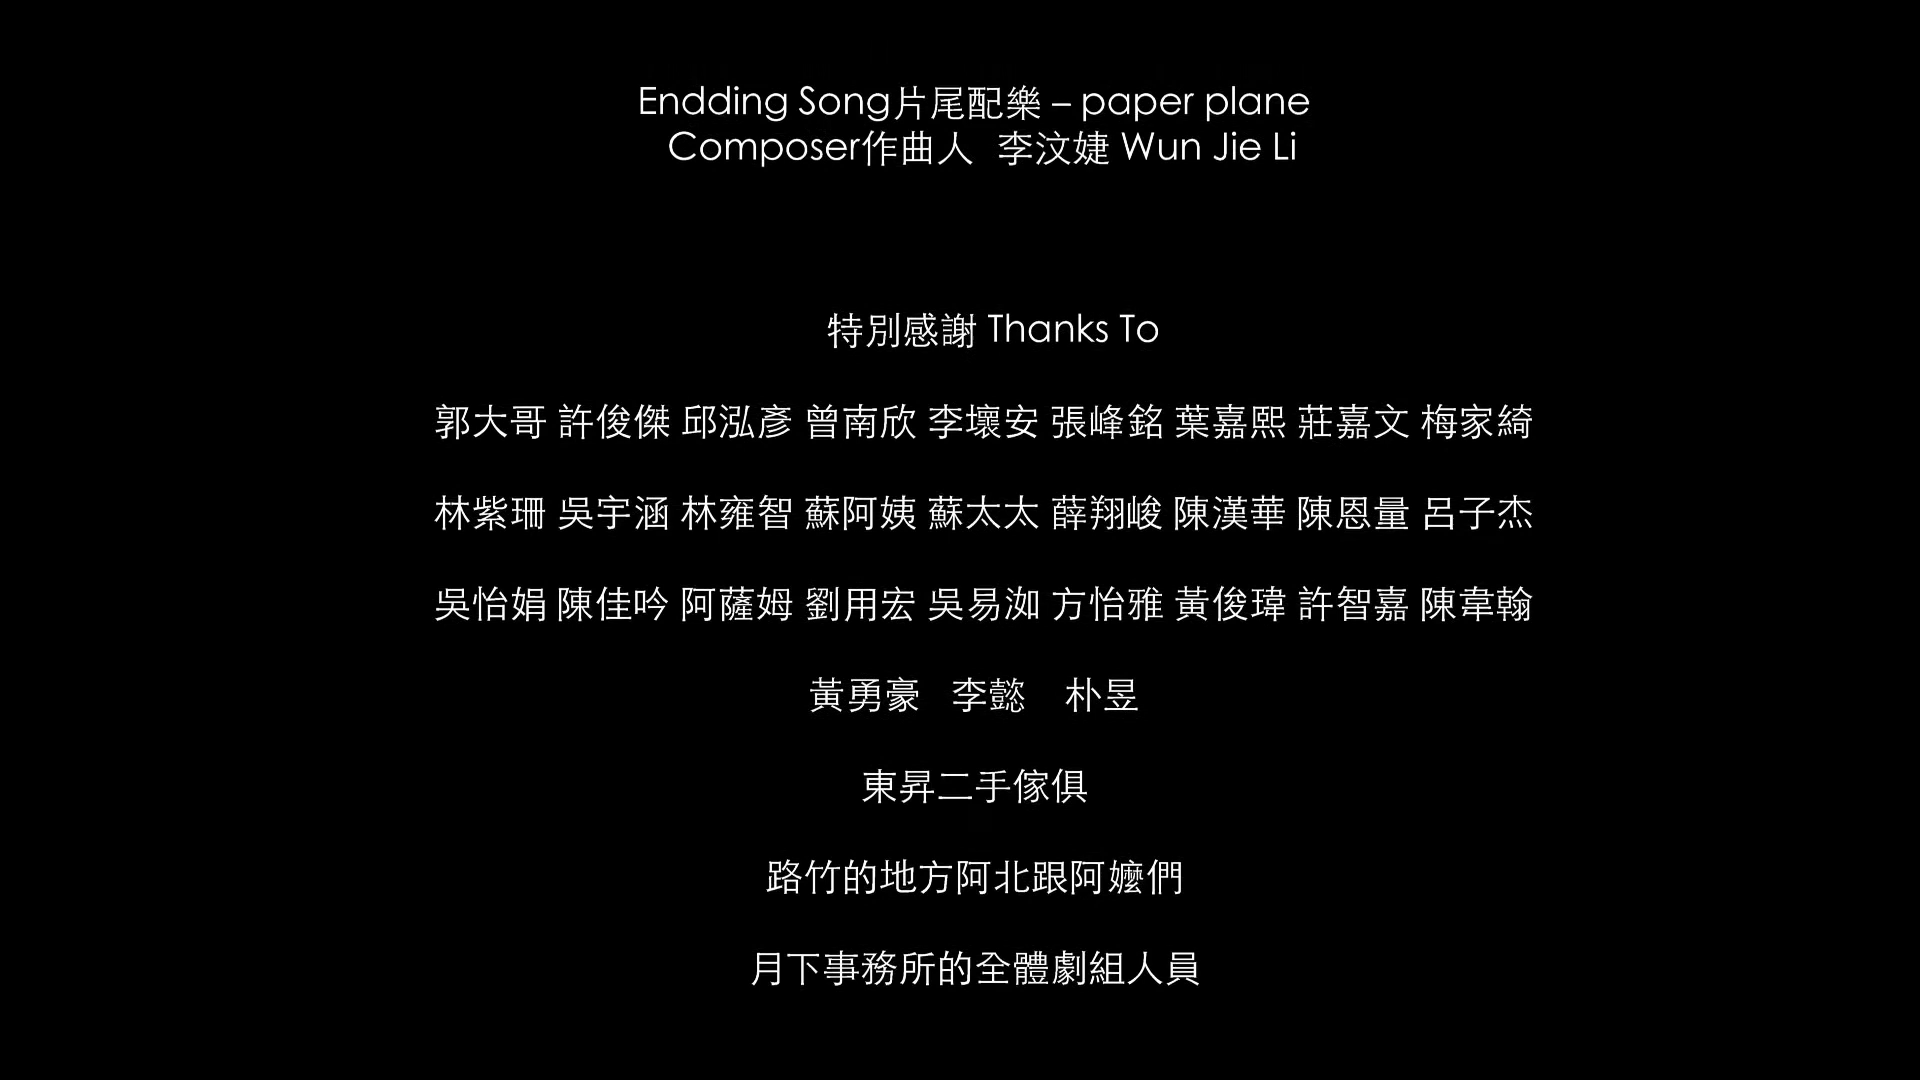 Endding Song片尾配樂 – paper plane
Composer作曲人 李汶婕 Wun Jie Li
特別感謝 Thanks To
郭大哥 許俊傑 邱泓彥 曾南欣 李壞安 張峰銘 葉嘉熙 莊嘉文 梅家綺
林紫珊 吳宇涵 林雍智 蘇阿姨 蘇太太 薛翔峻 陳漢華 陳恩量 呂子杰
吳怡娟 陳佳吟 阿薩姆 劉用宏 吳易洳 方怡雅 黃俊瑋 許智嘉 陳韋翰
黃勇豪 李懿 朴昱
東昇二手傢俱
路竹的地方阿北跟阿嬤們
月下事務所的全體劇組人員